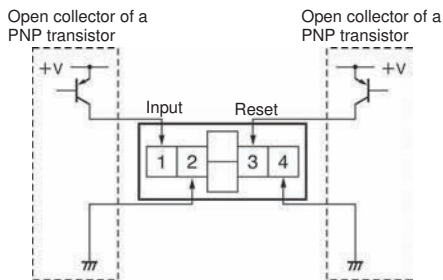 Open collector of a
PNP transistor
Open collector of a
PNP transistor
+V
+V
Input
Reset
1 2 3 4